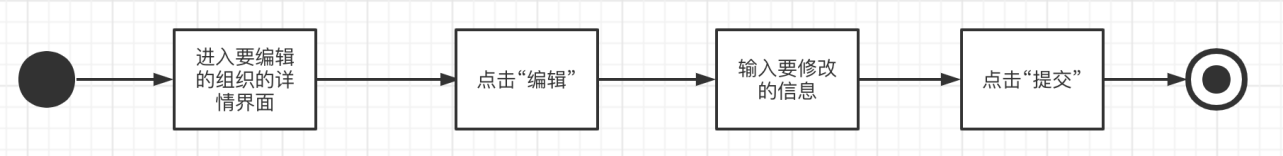 进入要编辑
的组织的详
情界面
点击“编辑”
输入要修改
的信息
点击“提交”